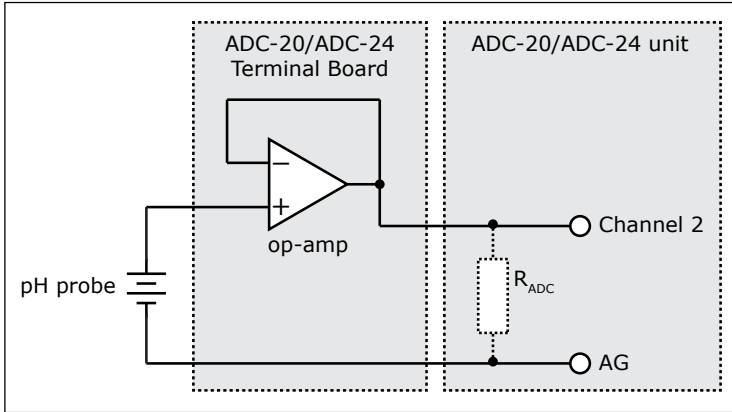 ADC-20/ADC-24
Terminal Board
ADC-20/ADC-24 unit
−
+
op-amp
Channel 2
pH probe
RADC
AG